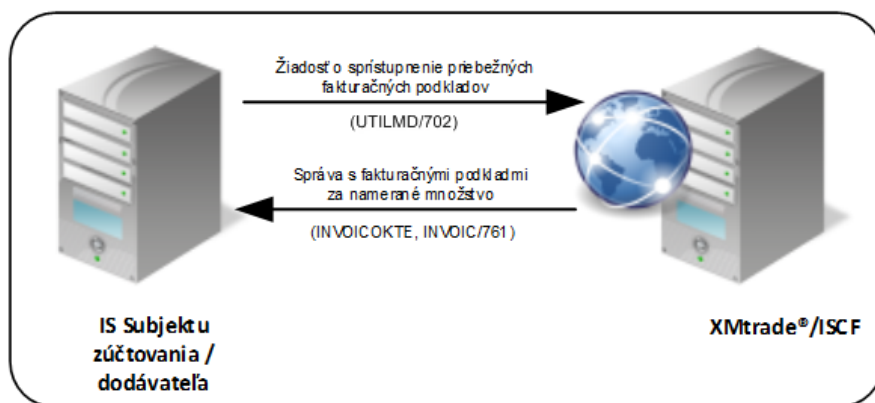 Žiadosť o sprístupnenie priebežných
fakturačných podkladov
(UTILMD/702)
Správa s fakturačnými podkladmi
za namerané množstvo
(INVOICOKTE, INVOIC/761)
IS Subjektu
zúčtovania /
dodávateľa
XMtrade®/ISCF